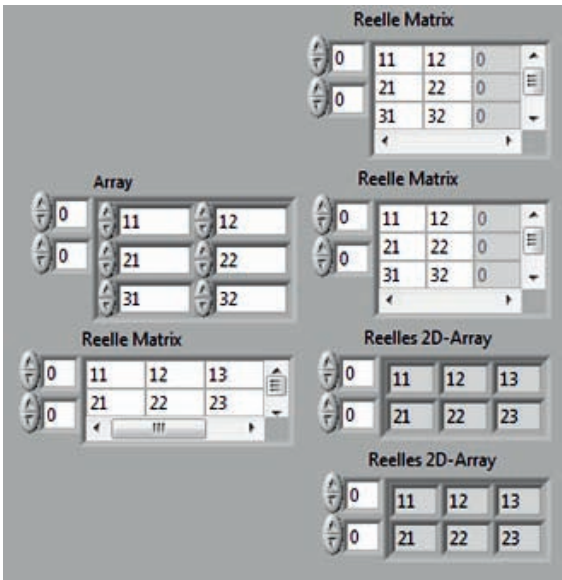 Reelle Matrix
0 11 12 0
0 21 22 0
31 32 0
Array
0 11 12
0 21 22
31 32
Reelle Matrix
0 11 12 0
0 21 22 0
31 32 0
Reelle Matrix
0 11 12 13
0 21 22 23
Reelles 2D-Array
0 11 12 13
0 21 22 23
Reelles 2D-Array
0 11 12 13
0 21 22 23